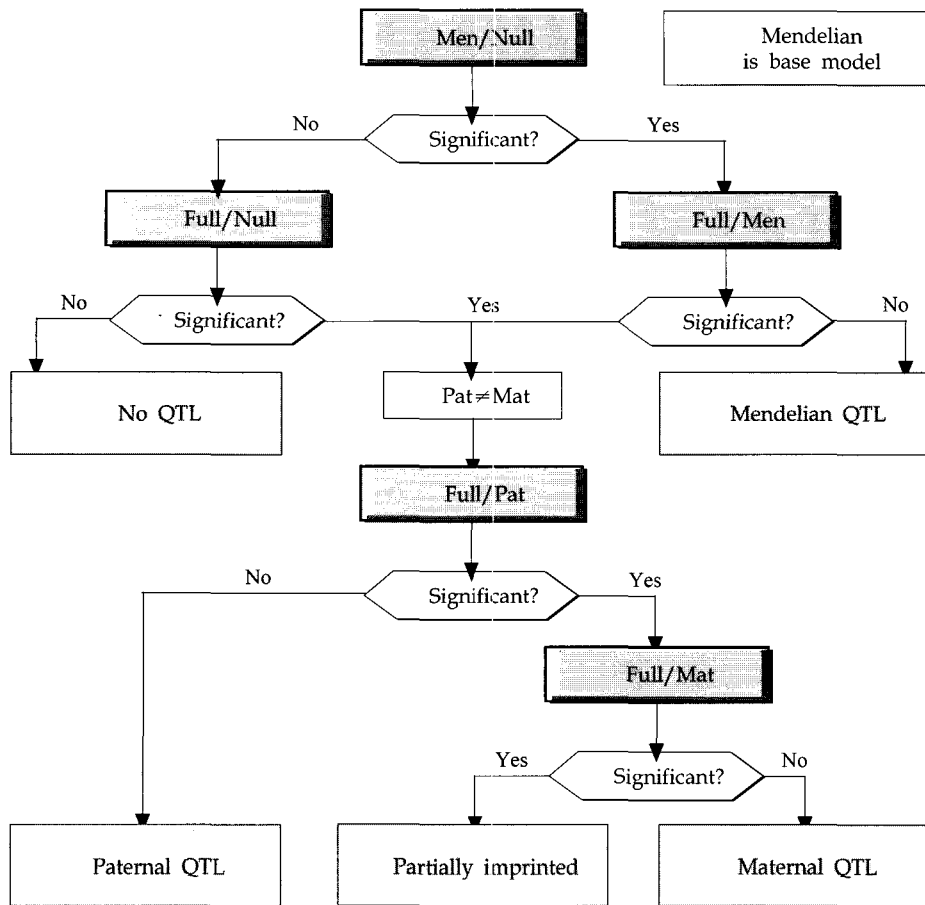 Men/Null
Mendelian
is base model
No
Significant?
Yes
Full/Null
Full/Men
No
Significant?
Yes
Significant?
No
No QTL
Pat≠Mat
Mendelian QTL
Full/Pat
No
Significant?
Yes
Full/Mat
Yes
Significant?
No
Paternal QTL
Partially imprinted
Maternal QTL